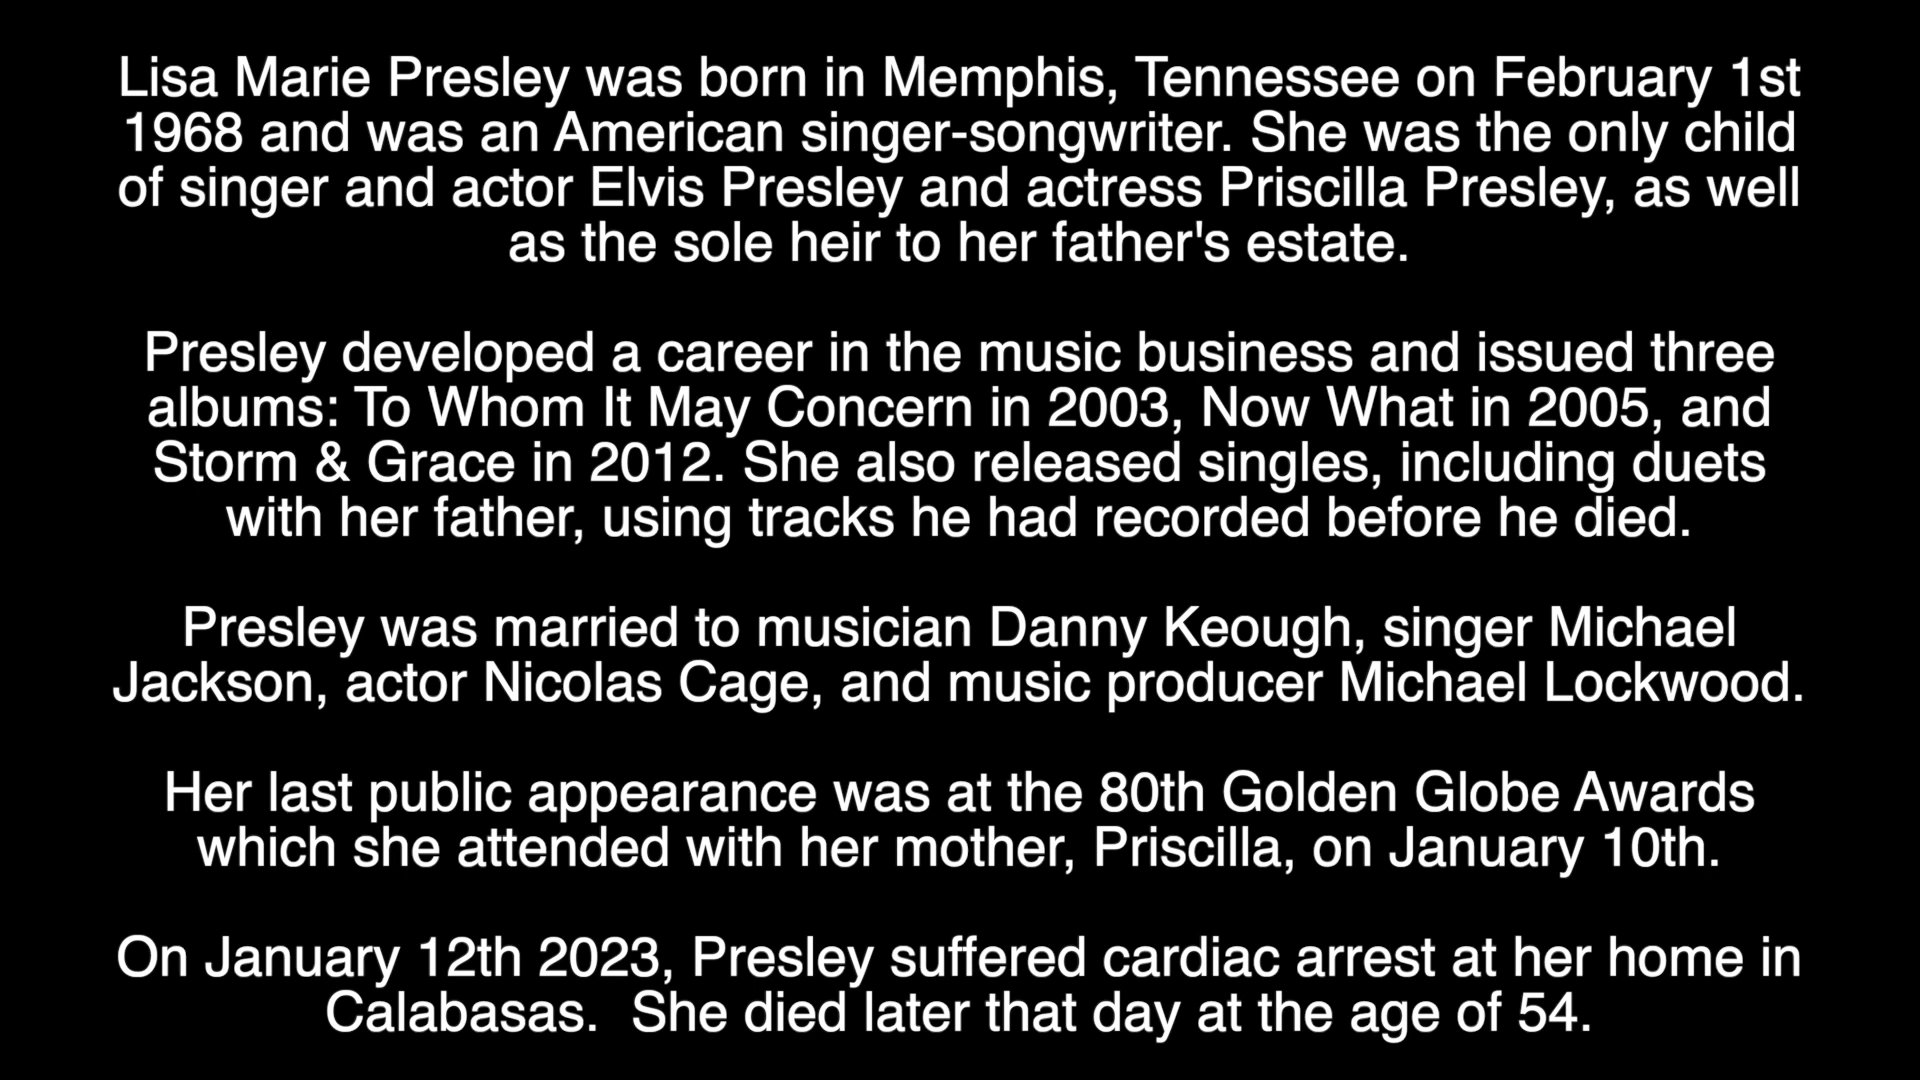 Lisa Marie Presley was born in Memphis, Tennessee on February 1st
1968 and was an American singer-songwriter. She was the only child
of singer and actor Elvis Presley and actress Priscilla Presley, as well
as the sole heir to her father's estate.
Presley developed a career in the music business and issued three
albums: To Whom It May Concern in 2003, Now What in 2005, and
Storm & Grace in 2012. She also released singles, including duets
with her father, using tracks he had recorded before he died.
Presley was married to musician Danny Keough, singer Michael
Jackson, actor Nicolas Cage, and music producer Michael Lockwood.
Her last public appearance was at the 80th Golden Globe Awards
which she attended with her mother, Priscilla, on January 10th.
On January 12th 2023, Presley suffered cardiac arrest at her home in
Calabasas.  She died later that day at the age of 54.